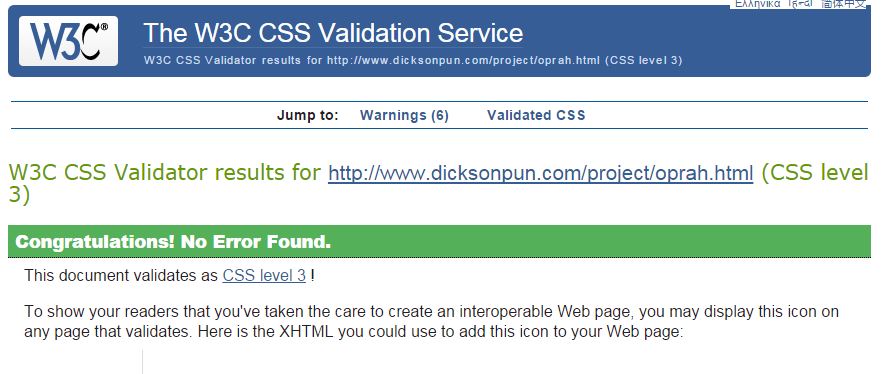 Ελληνικά हिन्दी 简体中文
W3C®
The W3C CSS Validation Service
W3C CSS Validator results for http://www.dicksonpun.com/project/oprah.html (CSS level 3)
Jump to: Warnings (6) Validated CSS
W3C CSS Validator results for http://www.dicksonpun.com/project/oprah.html (CSS level
3)
Congratulations! No Error Found.
This document validates as CSS level 3 !
To show your readers that you've taken the care to create an interoperable Web page, you may display this icon on
any page that validates. Here is the XHTML you could use to add this icon to your Web page: